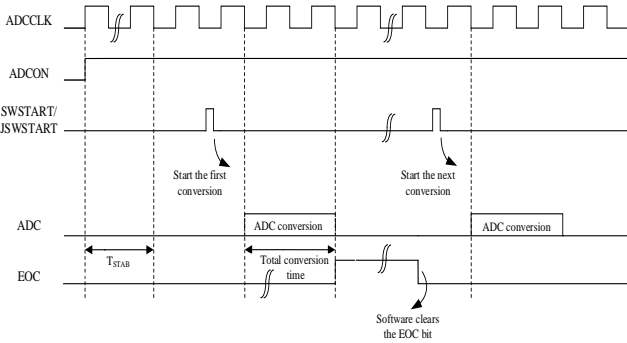 ADCCLK
ADCON
SWSTART/
JSWSTART
Start the first
conversion
Start the next
conversion
ADC
ADC conversion
ADC conversion
TSTAB
Total conversion
time
EOC
Software clears
the EOC bit